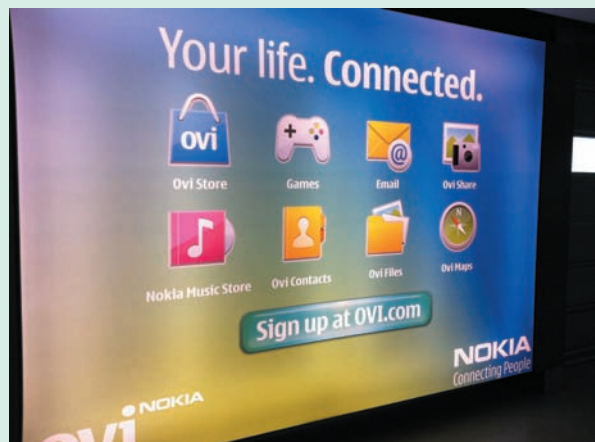 Your life. Connected.
ovi
Ovi Store
Games
Email
Ovi Share
Nokia Music Store
Ovi Contacts
Ovi Files
N
Ovi Maps
Sign up at OVI.com
NOKIA
Connecting People
ovi NOKIA